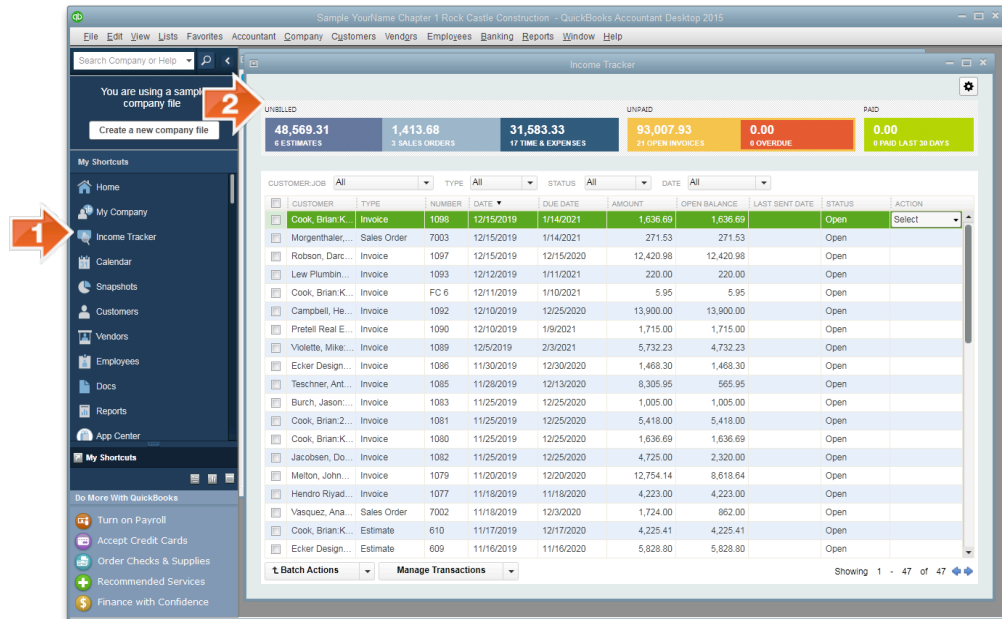 qb Sample YourName Chapter 1 Rock Castle Construction - QuickBooks Accountant Desktop 2015
File Edit View Lists Favorites Accountant Company Customers Vendors Employees Banking Reports Window Help
Search Company or Help
Income Tracker
You are using a sample
company file
Create a new company file
My Shortcuts
Home
My Company
Income Tracker
Calendar
Snapshots
Customers
Vendors
Employees
Docs
Reports
App Center
My Shortcuts
Do More With QuickBooks
Turn on Payroll
Accept Credit Cards
Order Checks & Supplies
Recommended Services
Finance with Confidence
1
2
UNBILLED UNPAID PAID
48,569.31 1,413.68 31,583.33 93,007.93 0.00 0.00
6 ESTIMATES 3 SALES ORDERS 17 TIME & EXPENSES 21 OPEN INVOICES 0 OVERDUE 0 PAID LAST 30 DAYS
CUSTOMER:JOB All TYPE All STATUS All DATE All
CUSTOMER TYPE NUMBER DATE DUE DATE AMOUNT OPEN BALANCE LAST SENT DATE STATUS ACTION
Cook, Brian:K... Invoice 1098 12/15/2019 1/14/2021 1,636.69 1,636.69 Open Select
Morgenthaler,... Sales Order 7003 12/15/2019 1/14/2021 271.53 271.53 Open
Robson, Darc... Invoice 1097 12/15/2019 12/15/2020 12,420.98 12,420.98 Open
Lew Plumbin... Invoice 1093 12/12/2019 1/11/2021 220.00 220.00 Open
Cook, Brian:K... Invoice FC 6 12/11/2019 1/10/2021 5.95 5.95 Open
Campbell, He... Invoice 1092 12/10/2019 12/25/2020 13,900.00 13,900.00 Open
Pretell Real E... Invoice 1090 12/10/2019 1/9/2021 1,715.00 1,715.00 Open
Violette, Mike:... Invoice 1089 12/5/2019 2/3/2021 5,732.23 4,732.23 Open
Ecker Design... Invoice 1086 11/30/2019 12/30/2020 1,468.30 1,468.30 Open
Teschner, Ant... Invoice 1085 11/28/2019 12/13/2020 8,305.95 565.95 Open
Burch, Jason:... Invoice 1083 11/25/2019 12/25/2020 1,005.00 1,005.00 Open
Cook, Brian:2... Invoice 1081 11/25/2019 12/25/2020 5,418.00 5,418.00 Open
Cook, Brian:K... Invoice 1080 11/25/2019 12/25/2020 1,636.69 1,636.69 Open
Jacobsen, Do... Invoice 1082 11/25/2019 12/25/2020 4,725.00 2,320.00 Open
Melton, John... Invoice 1079 11/20/2019 12/20/2020 12,754.14 8,618.64 Open
Hendro Riyad... Invoice 1077 11/18/2019 11/18/2020 4,223.00 4,223.00 Open
Vasquez, Ana... Sales Order 7002 11/18/2019 12/3/2020 1,724.00 862.00 Open
Cook, Brian:K... Estimate 610 11/17/2019 12/17/2020 4,225.41 4,225.41 Open
Ecker Design... Estimate 609 11/16/2019 11/16/2020 5,828.80 5,828.80 Open
Batch Actions Manage Transactions Showing 1 - 47 of 47